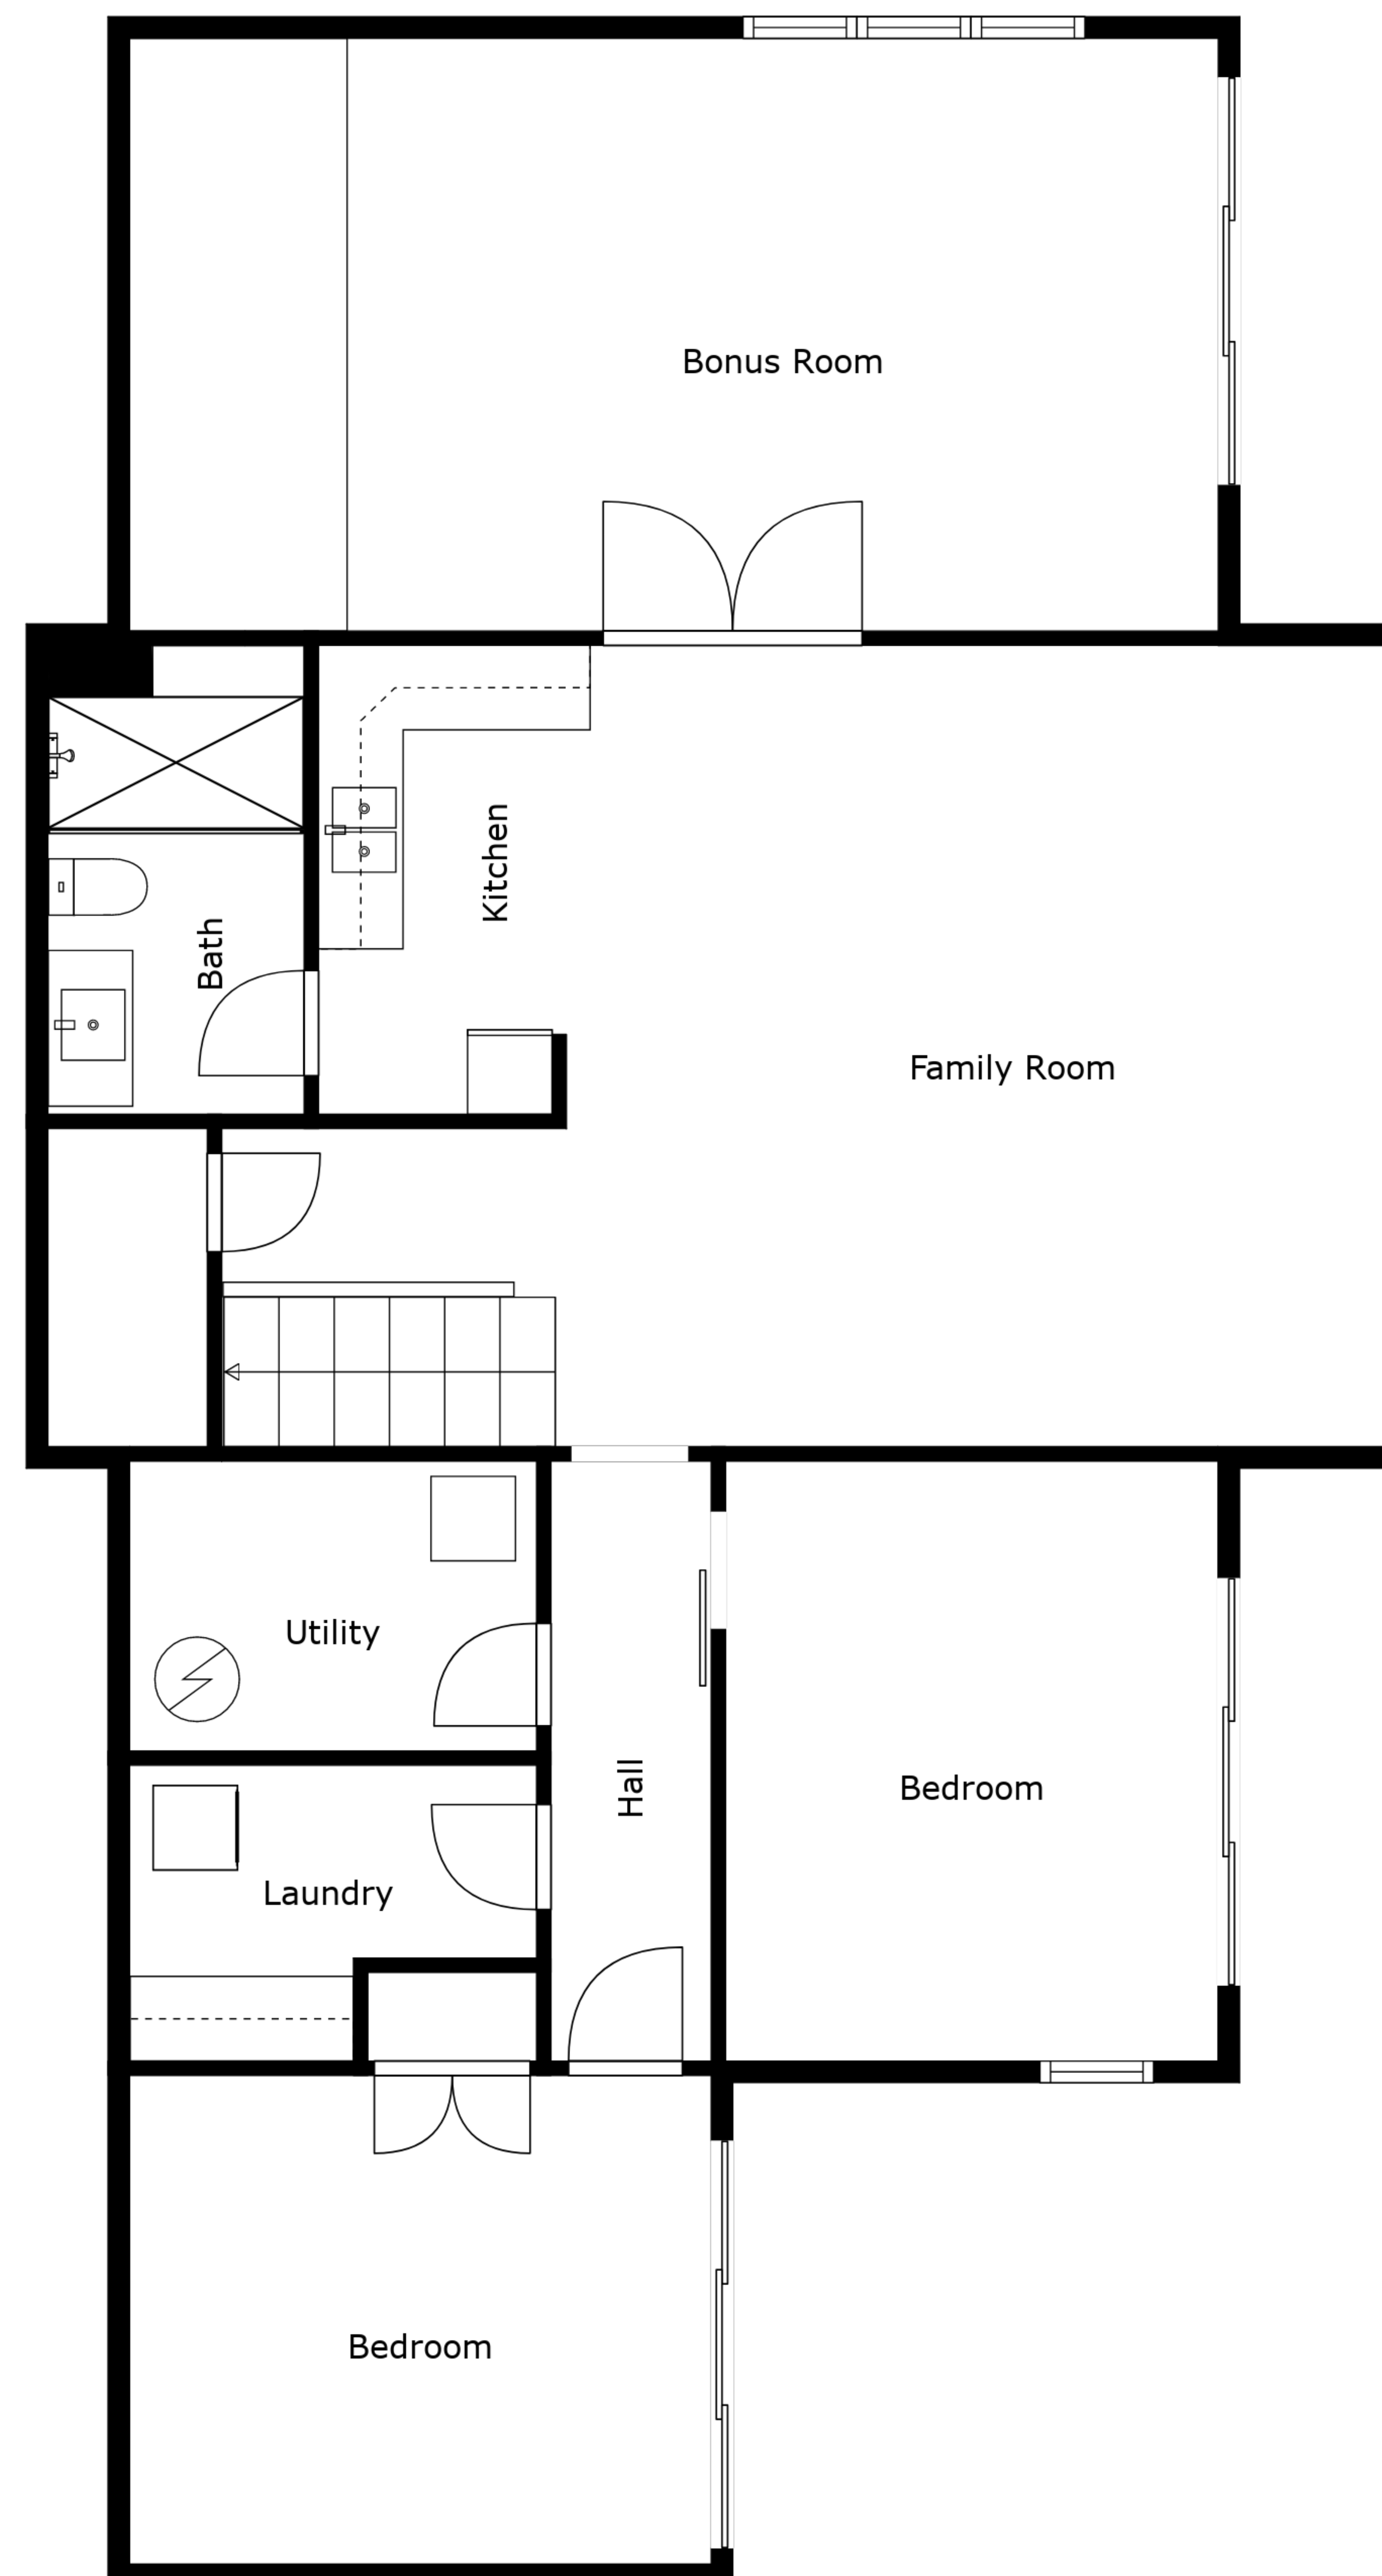 Bonus Room
Kitchen
Bath
Family Room
Utility
Hall
Bedroom
Laundry
Bedroom